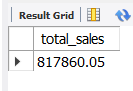 Result Grid
total_sales
817860.05